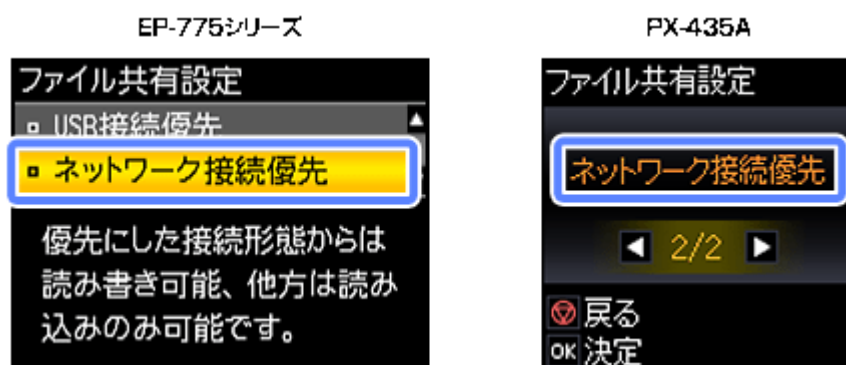 EP-775シリーズ
ファイル共有設定
USB接続優先
ネットワーク接続優先
優先にした接続形態からは
読み書き可能、他方は読み
込みのみ可能です。
PX-435A
ファイル共有設定
ネットワーク接続優先
2/2
戻る
OK 決定